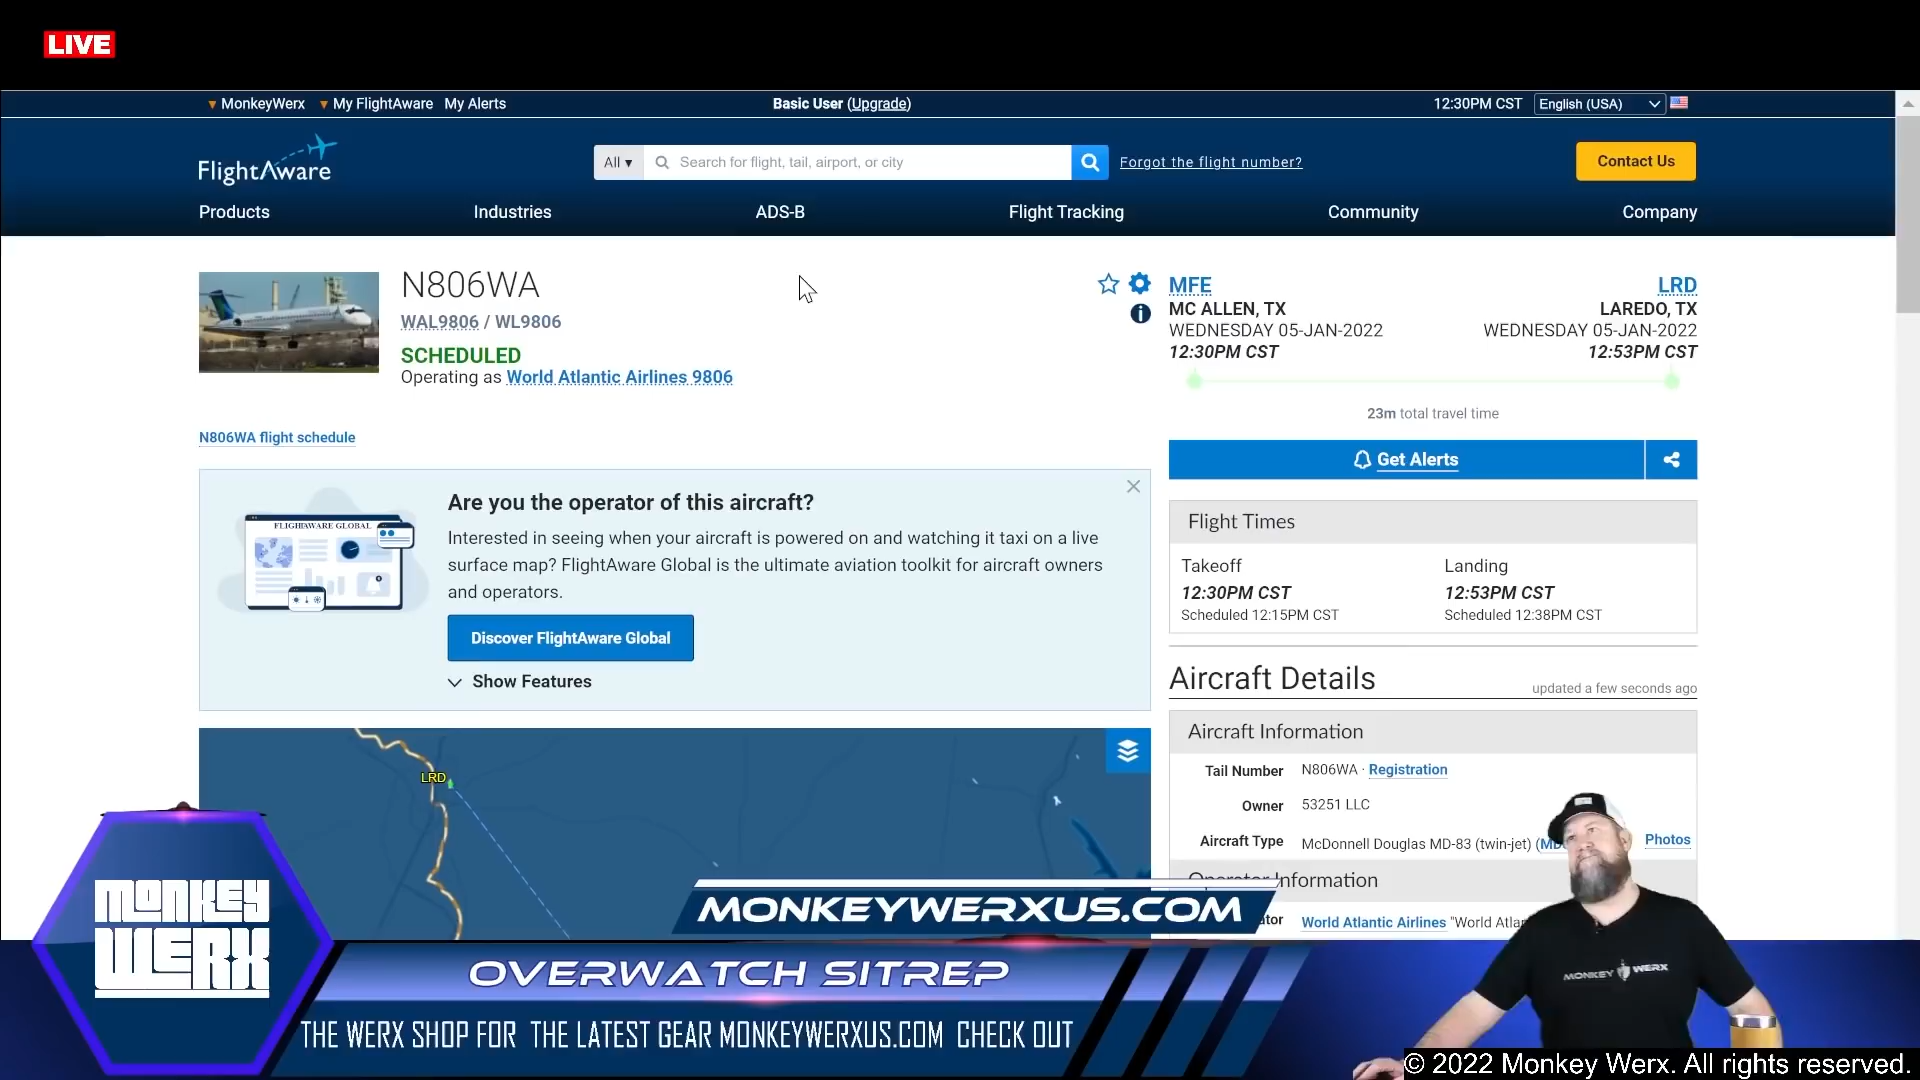 LIVE
MonkeyWerx My FlightAware My Alerts
Basic User (Upgrade)
12:30PM CST English (USA)
FlightAware
All Search for flight, tail, airport, or city
Forgot the flight number?
Contact Us
Products Industries ADS-B Flight Tracking Community Company
N806WA
WAL9806 / WL9806
SCHEDULED
Operating as World Atlantic Airlines 9806
MFE LRD
MC ALLEN, TX LAREDO, TX
WEDNESDAY 05-JAN-2022 WEDNESDAY 05-JAN-2022
12:30PM CST 12:53PM CST
23m total travel time
N806WA flight schedule
Get Alerts
FLIGHTAWARE GLOBAL
Are you the operator of this aircraft?
Interested in seeing when your aircraft is powered on and watching it taxi on a live
surface map? FlightAware Global is the ultimate aviation toolkit for aircraft owners
and operators.
Discover FlightAware Global
Show Features
Flight Times
Takeoff Landing
12:30PM CST 12:53PM CST
Scheduled 12:15PM CST Scheduled 12:38PM CST
Aircraft Details updated a few seconds ago
Aircraft Information
Tail Number N806WA · Registration
Owner 53251 LLC
Aircraft Type McDonnell Douglas MD-83 (twin-jet) Photos
Operator Information
World Atlantic Airlines "World
LRD
MONKEY
WERX
MONKEYWERXUS.COM
OVERWATCH SITREP
THE WERX SHOP FOR THE LATEST GEAR MONKEYWERXUS.COM CHECK OUT
MONKEY WERX
© 2022 Monkey Werx. All rights reserved.